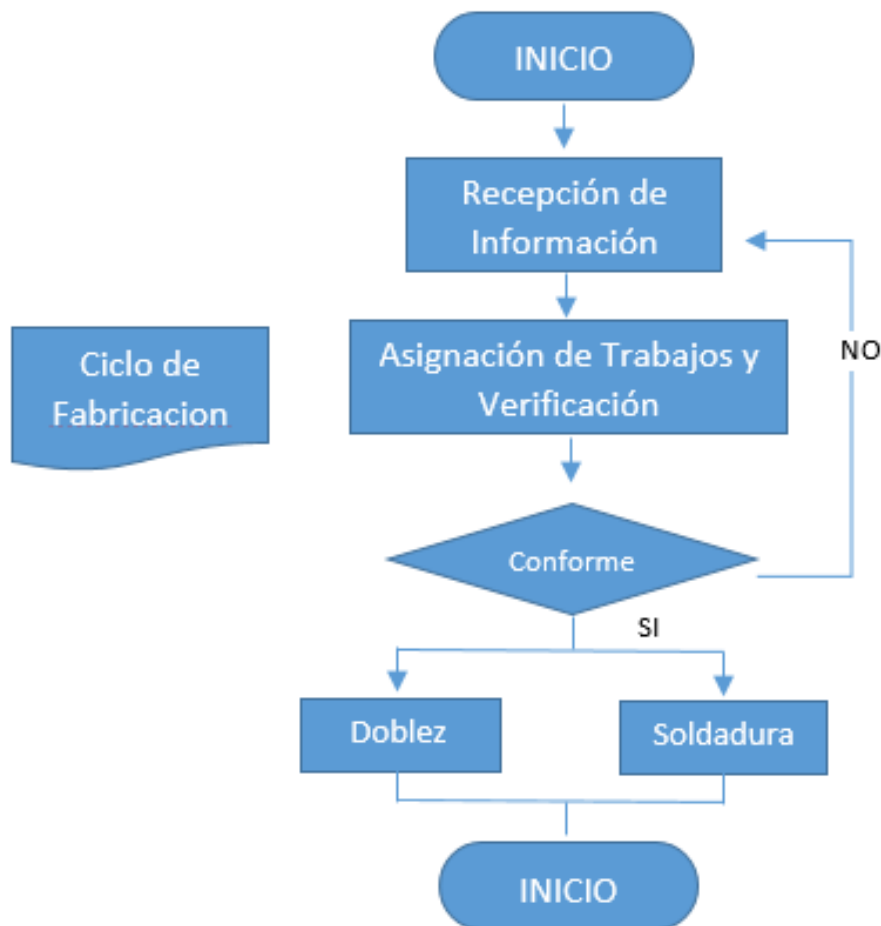 INICIO
Recepción de
Información
Ciclo de
Fabricacion
Asignación de Trabajos y
Verificación
NO
Conforme
SI
Doblez
Soldadura
INICIO